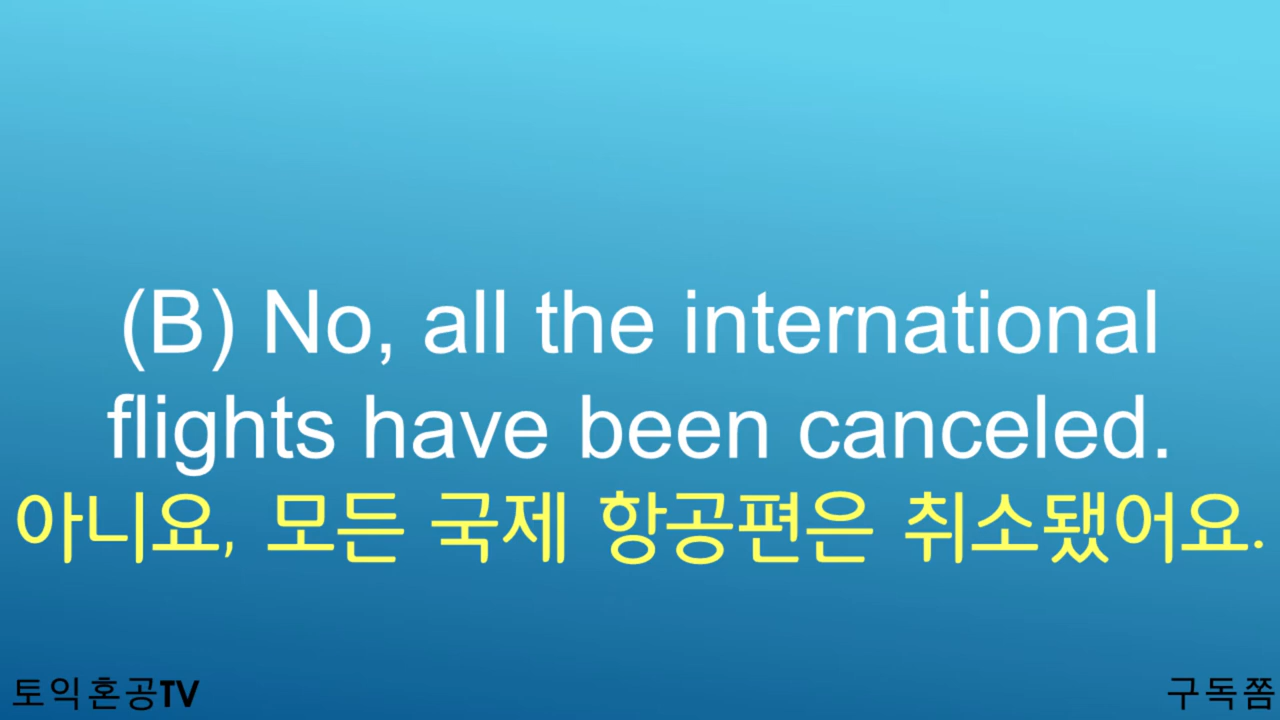 (B) No, all the international
flights have been canceled.
아니요, 모든 국제 항공편은 취소됐어요.
토익혼공TV
구독쫌